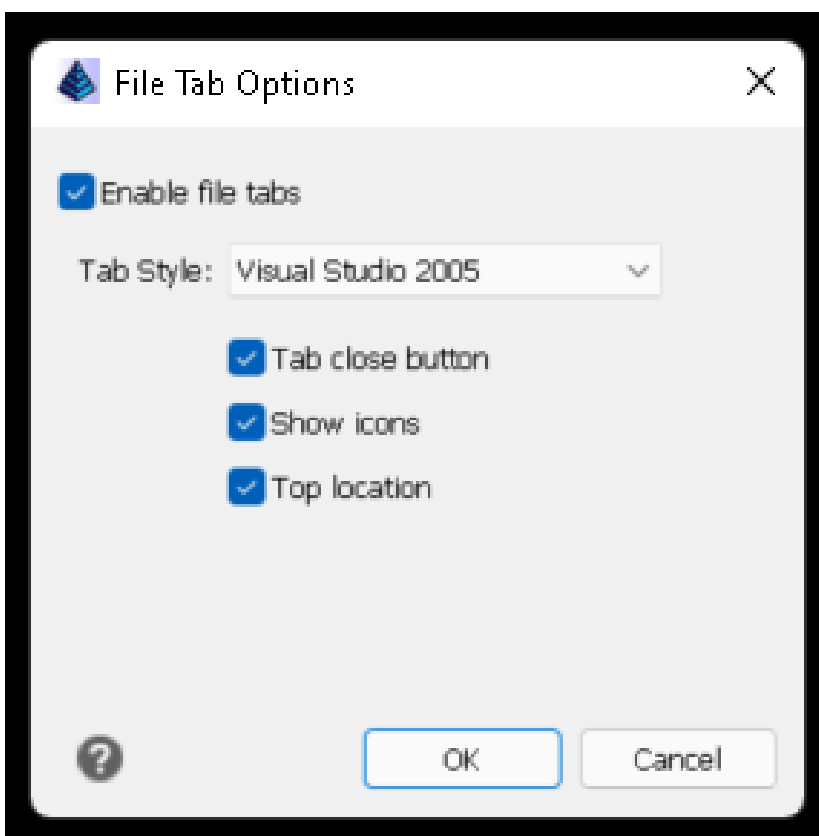 File Tab Options
Enable file tabs
Tab Style: Visual Studio 2005
Tab close button
Show icons
Top location
? OK Cancel